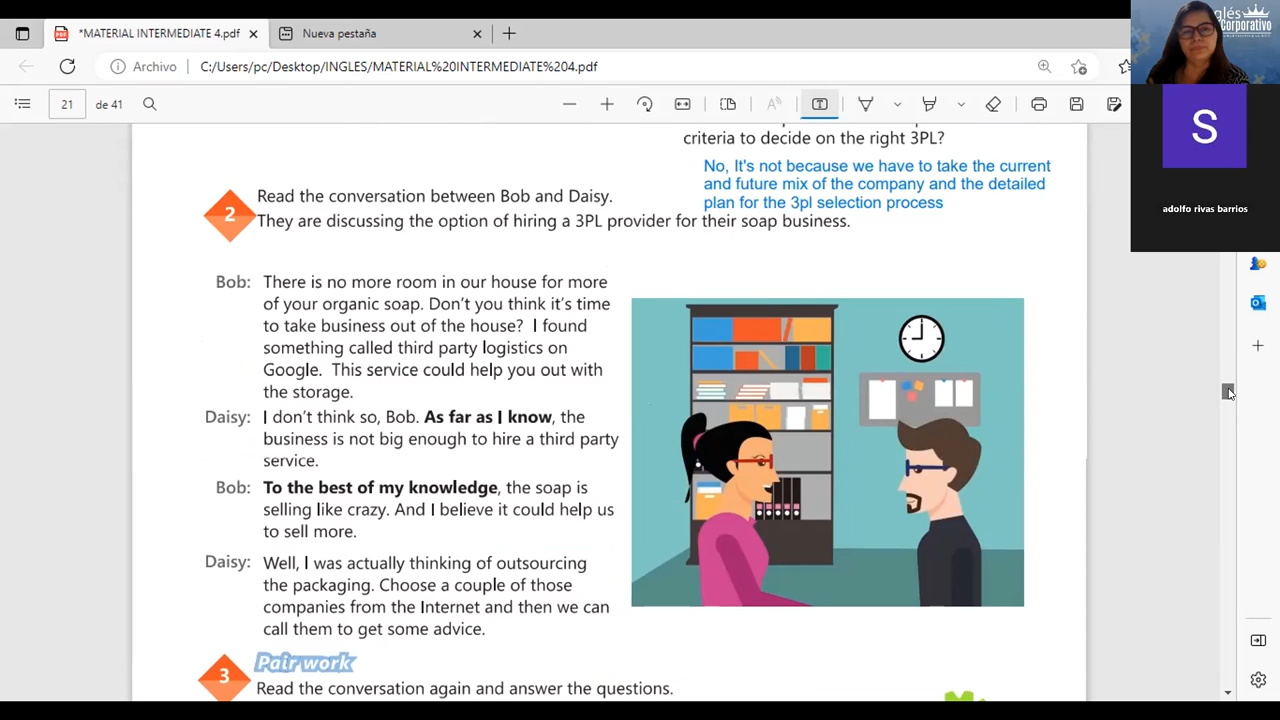 *MATERIAL INTERMEDIATE 4.pdf
Nueva pestaña
Archivo
C:/Users/pc/Desktop/INGLES/MATERIAL%20INTERMEDIATE%204.pdf
21
de 41
criteria to decide on the right 3PL?
No, It's not because we have to take the current
and future mix of the company and the detailed
plan for the 3pl selection process
2
Read the conversation between Bob and Daisy.
They are discussing the option of hiring a 3PL provider for their soap business.
Bob: There is no more room in our house for more
of your organic soap. Don't you think it's time
to take business out of the house? I found
something called third party logistics on
Google. This service could help you out with
the storage.
Daisy: I don't think so, Bob. As far as I know, the
business is not big enough to hire a third party
service.
Bob: To the best of my knowledge, the soap is
selling like crazy. And I believe it could help us
to sell more.
Daisy: Well, I was actually thinking of outsourcing
the packaging. Choose a couple of those
companies from the Internet and then we can
call them to get some advice.
3
Pair work
Read the conversation again and answer the questions.
glés
Corporativo
S
adolfo rivas barrios